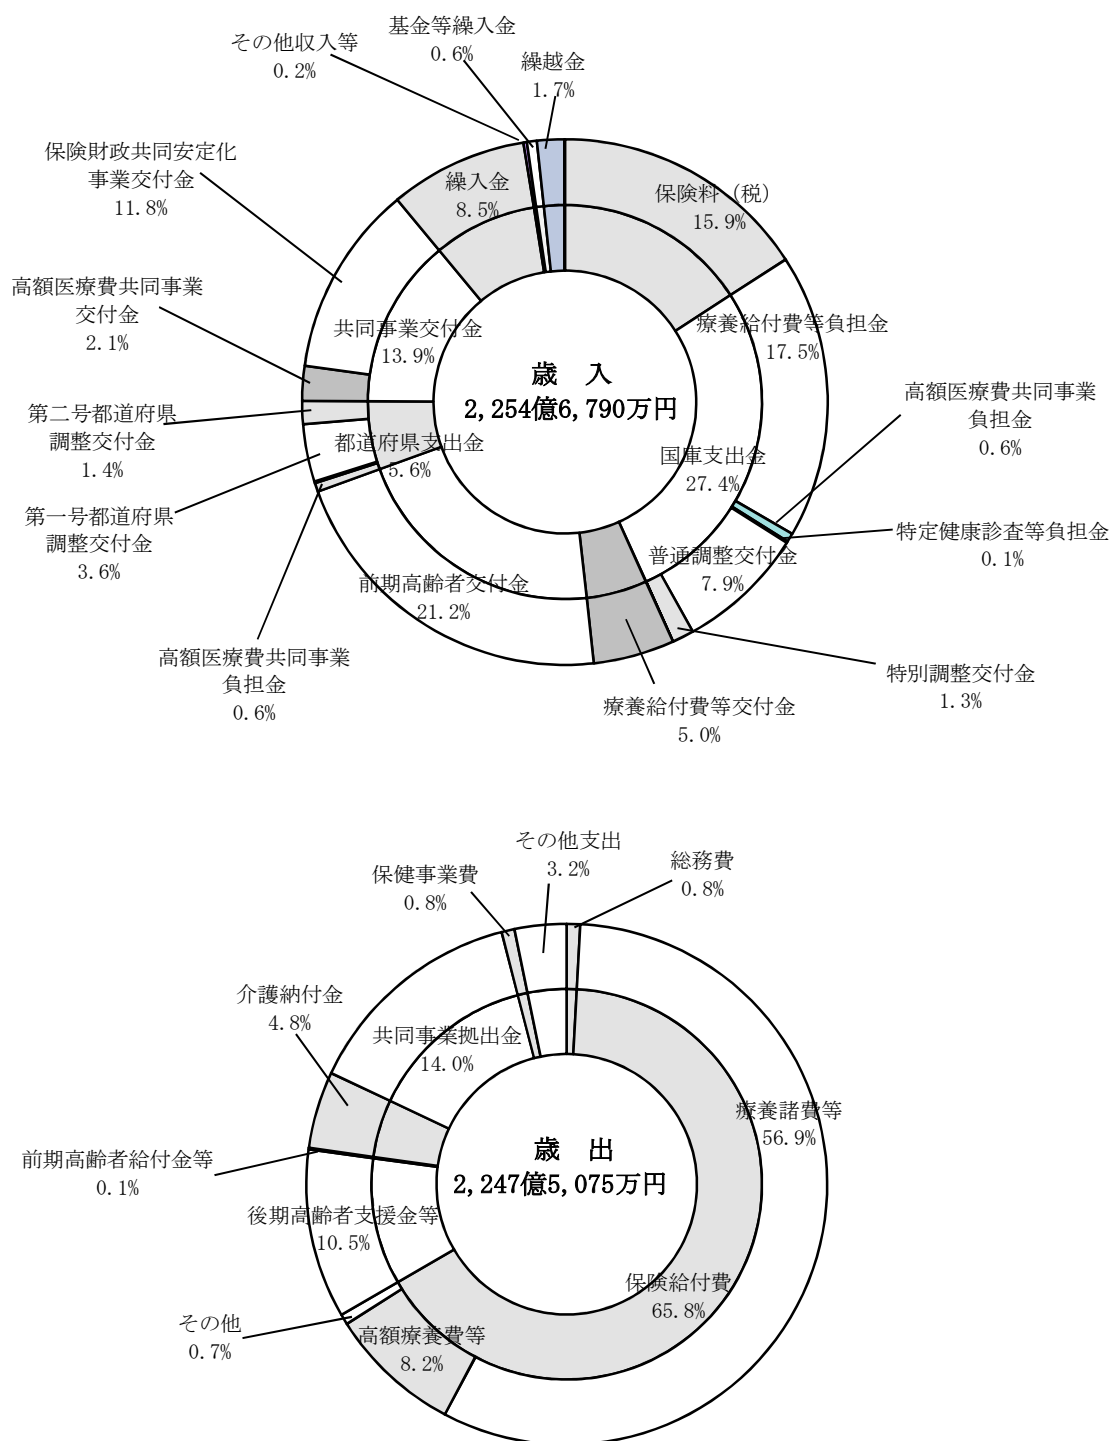 基金等繰入金
0.6%
その他収入等
0.2%
繰越金
1.7%
保険財政共同安定化
事業交付金
11.8%
繰入金
8.5%
保険料（税）
15.9%
高額医療費共同事業
交付金
2.1%
共同事業交付金
13.9%
療養給付費等負担金
17.5%
歳　入
2,254億6,790万円
高額医療費共同事業
負担金
0.6%
第二号都道府県
調整交付金
1.4%
都道府県支出金
5.6%
国庫支出金
27.4%
第一号都道府県
調整交付金
3.6%
特定健康診査等負担金
0.1%
普通調整交付金
7.9%
前期高齢者交付金
21.2%
高額医療費共同事業
負担金
0.6%
特別調整交付金
1.3%
療養給付費等交付金
5.0%
その他支出
3.2%
総務費
0.8%
保健事業費
0.8%
介護納付金
4.8%
共同事業拠出金
14.0%
療養諸費等
56.9%
歳　出
2,247億5,075万円
前期高齢者給付金等
0.1%
後期高齢者支援金等
10.5%
保険給付費
65.8%
その他
0.7%
高額療養費等
8.2%